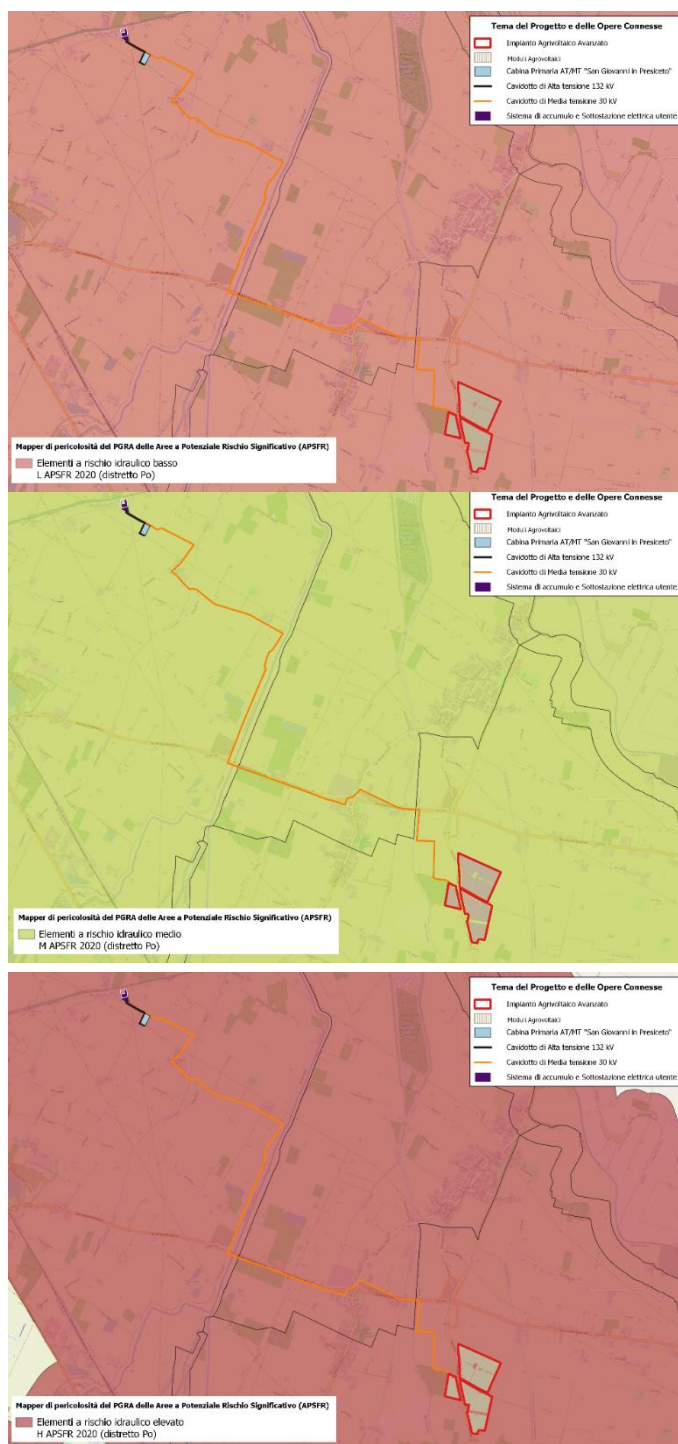 Tema del Progetto e delle Opere Connesse
Impianto Agrivoltaico Avanzato
Moduli Agrovoltaici
Cabina Primaria AT/MT "San Giovanni in Presiceto"
Cavidotto di Alta tensione 132 kV
Cavidotto di Media tensione 30 kV
Sistema di accumulo e Sottostazione elettrica utente
Mapper di pericolosità del PGRA delle Aree a Potenziale Rischio Significativo (APSFR)
Elementi a rischio idraulico basso
L APSFR 2020 (distretto Po)
Tema del Progetto e delle Opere Connesse
Impianto Agrivoltaico Avanzato
Moduli Agrovoltaici
Cabina Primaria AT/MT "San Giovanni in Presiceto"
Cavidotto di Alta tensione 132 kV
Cavidotto di Media tensione 30 kV
Sistema di accumulo e Sottostazione elettrica utente
Mapper di pericolosità del PGRA delle Aree a Potenziale Rischio Significativo (APSFR)
Elementi a rischio idraulico medio
M APSFR 2020 (distretto Po)
Tema del Progetto e delle Opere Connesse
Impianto Agrivoltaico Avanzato
Moduli Agrovoltaici
Cabina Primaria AT/MT "San Giovanni in Presiceto"
Cavidotto di Alta tensione 132 kV
Cavidotto di Media tensione 30 kV
Sistema di accumulo e Sottostazione elettrica utente
Mapper di pericolosità del PGRA delle Aree a Potenziale Rischio Significativo (APSFR)
Elementi a rischio idraulico elevato
H APSFR 2020 (distretto Po)